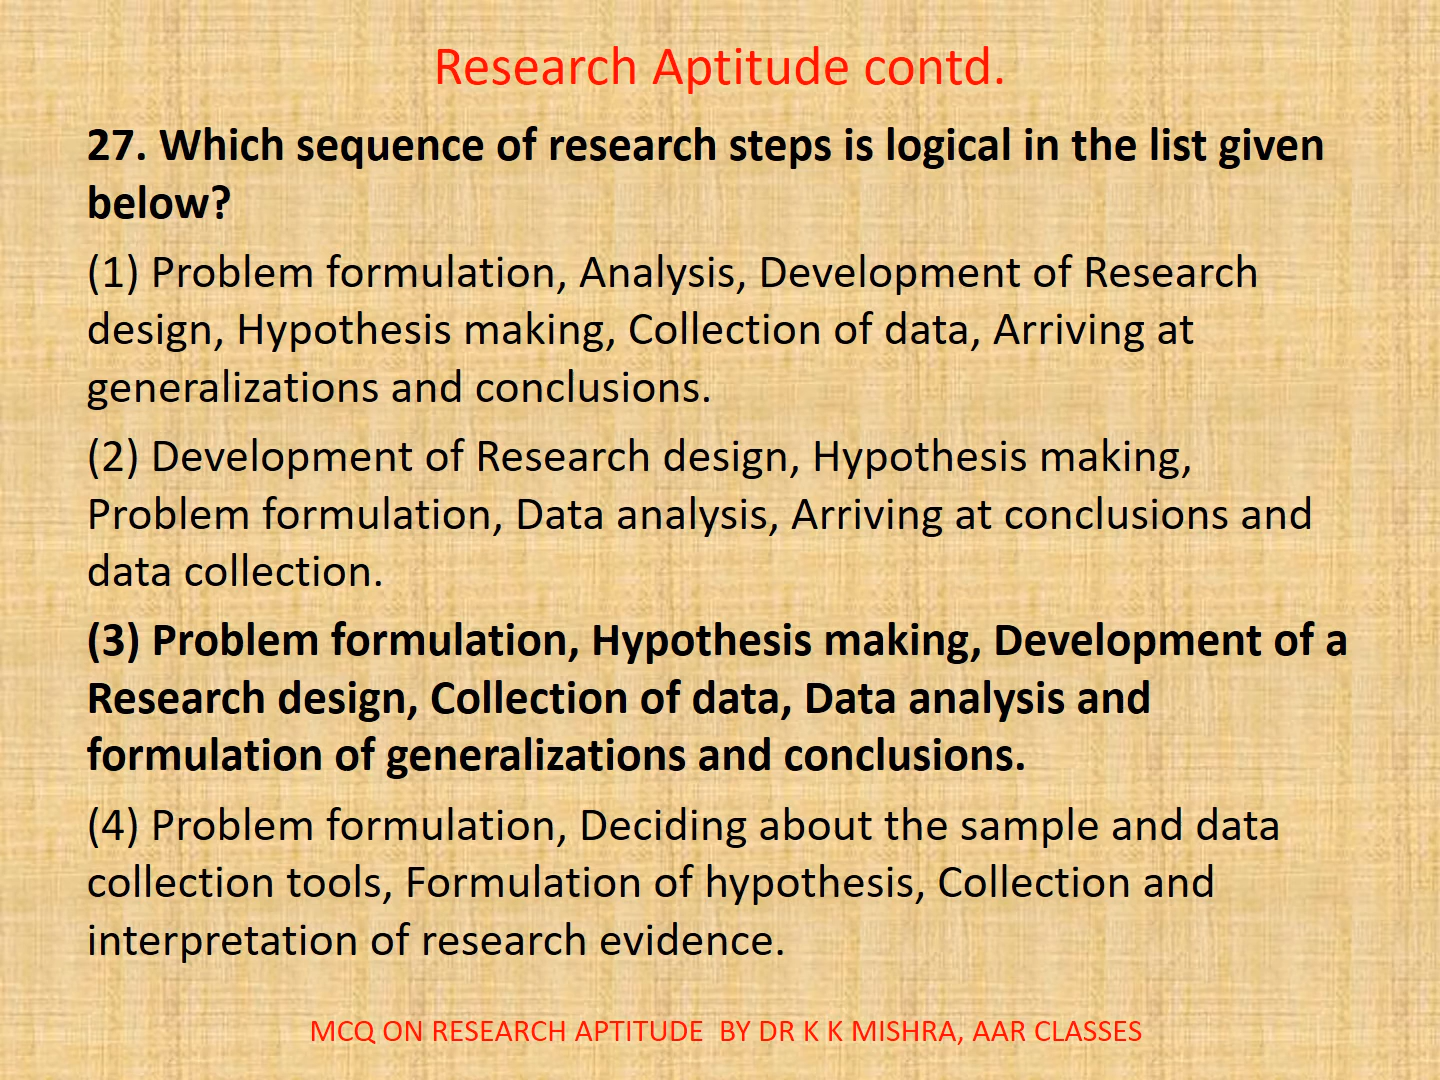 Research Aptitude contd.
27. Which sequence of research steps is logical in the list given
below?
(1) Problem formulation, Analysis, Development of Research
design, Hypothesis making, Collection of data, Arriving at
generalizations and conclusions.
(2) Development of Research design, Hypothesis making,
Problem formulation, Data analysis, Arriving at conclusions and
data collection.
(3) Problem formulation, Hypothesis making, Development of a
Research design, Collection of data, Data analysis and
formulation of generalizations and conclusions.
(4) Problem formulation, Deciding about the sample and data
collection tools, Formulation of hypothesis, Collection and
interpretation of research evidence.
MCQ ON RESEARCH APTITUDE  BY DR K K MISHRA, AAR CLASSES